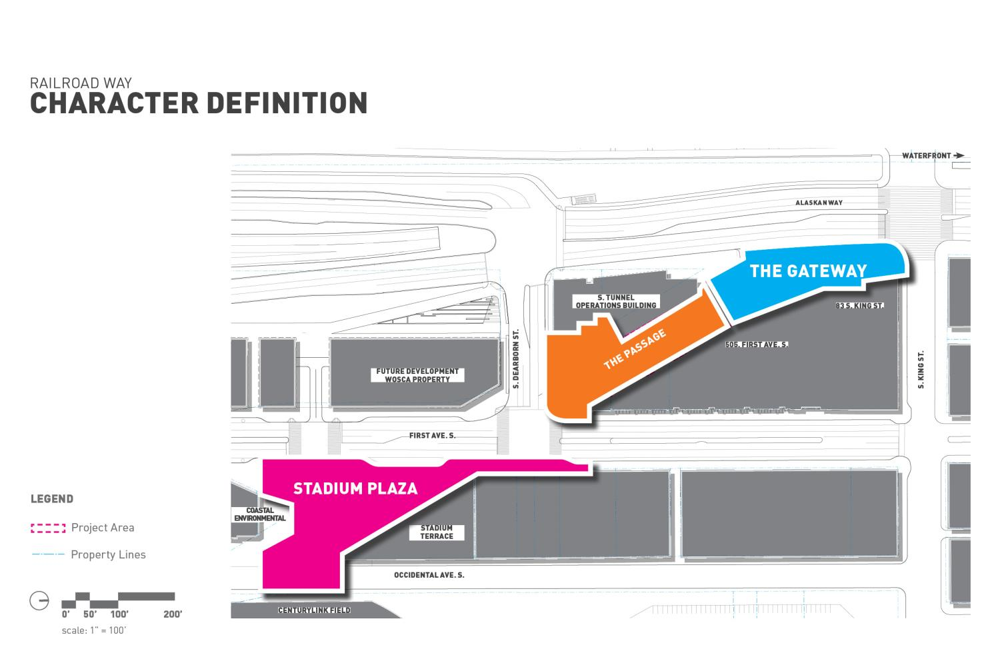 RAILROAD WAY
CHARACTER DEFINITION
WATERFRONT
ALASKAN WAY
THE GATEWAY
S. TUNNEL
OPERATIONS BUILDING
83 S. KING ST.
THE PASSAGE
505. FIRST AVE. S.
S. DEARBORN ST.
S. KING ST.
FUTURE DEVELOPMENT
WOSCA PROPERTY
FIRST AVE. S.
STADIUM PLAZA
COASTAL
ENVIRONMENTAL
STADIUM
TERRACE
OCCIDENTAL AVE. S.
CENTURYLINK FIELD
LEGEND
Project Area
Property Lines
0' 50' 100' 200'
scale: 1" = 100'